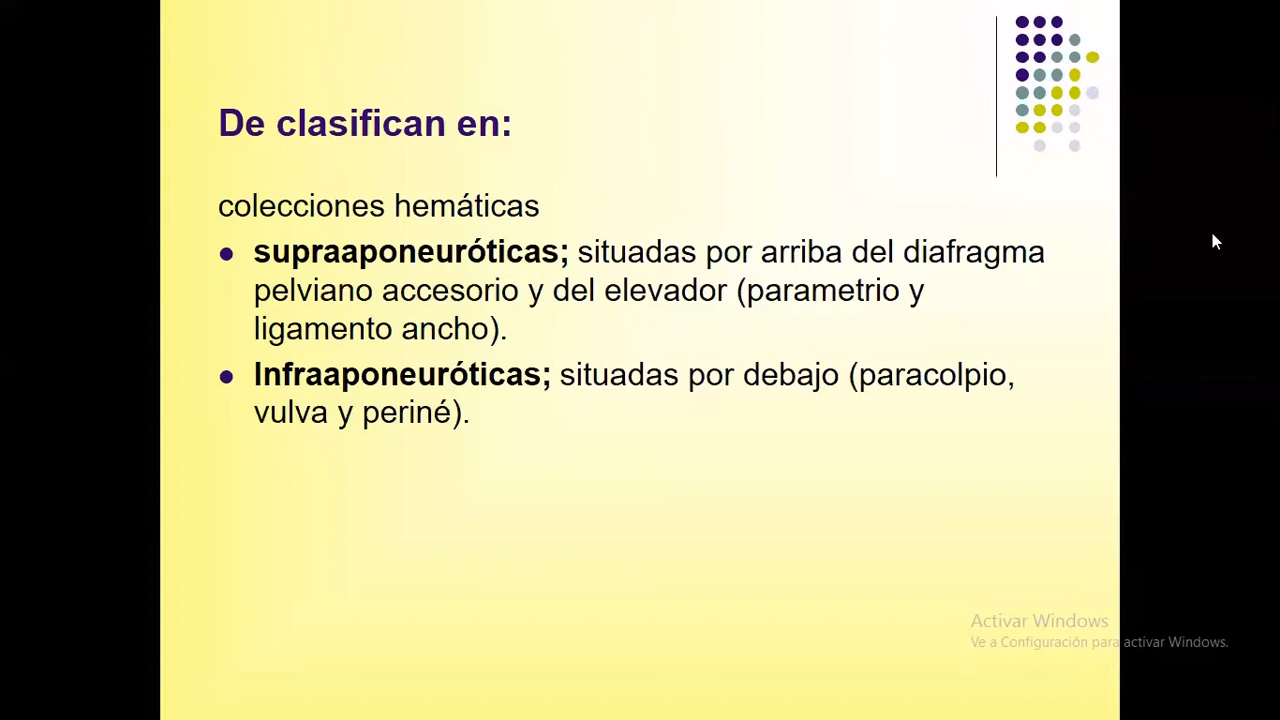 De clasifican en:
colecciones hemáticas
supraaponeuróticas; situadas por arriba del diafragma
pelviano accesorio y del elevador (parametrio y
ligamento ancho).
Infraaponeuróticas; situadas por debajo (paracolpio,
vulva y periné).
Activar Windows
Ve a Configuración para activar Windows.